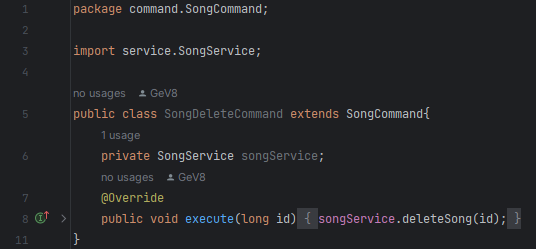 1 package command.SongCommand;
2
3 import service.SongService;
4
no usages GeV8
5 public class SongDeleteCommand extends SongCommand{
1 usage
6 private SongService songService;
no usages GeV8
7 @Override
8 public void execute(long id) { songService.deleteSong(id); }
11 }